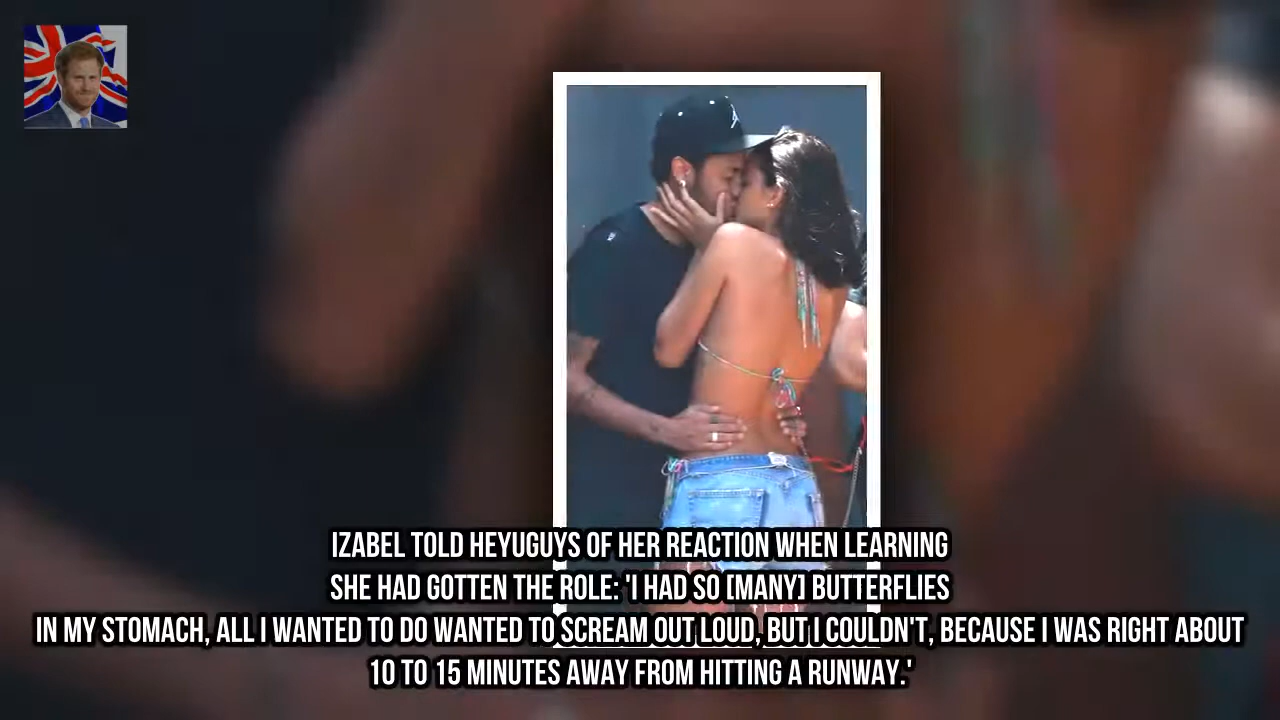 IZABEL TOLD HEYUGUYS OF HER REACTION WHEN LEARNING
SHE HAD GOTTEN THE ROLE: 'I HAD SO [MANY] BUTTERFLIES
IN MY STOMACH, ALL I WANTED TO DO WANTED TO SCREAM OUT LOUD, BUT I COULDN'T, BECAUSE I WAS RIGHT ABOUT
10 TO 15 MINUTES AWAY FROM HITTING A RUNWAY.'